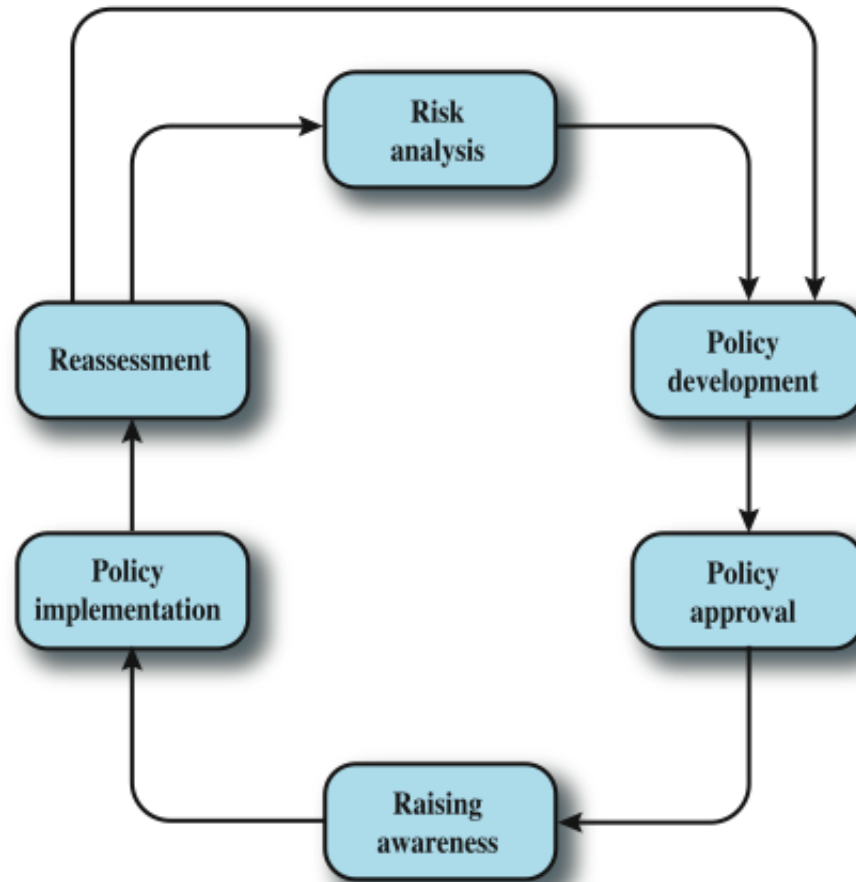 Risk
analysis
Policy
development
Policy
approval
Raising
awareness
Policy
implementation
Reassessment